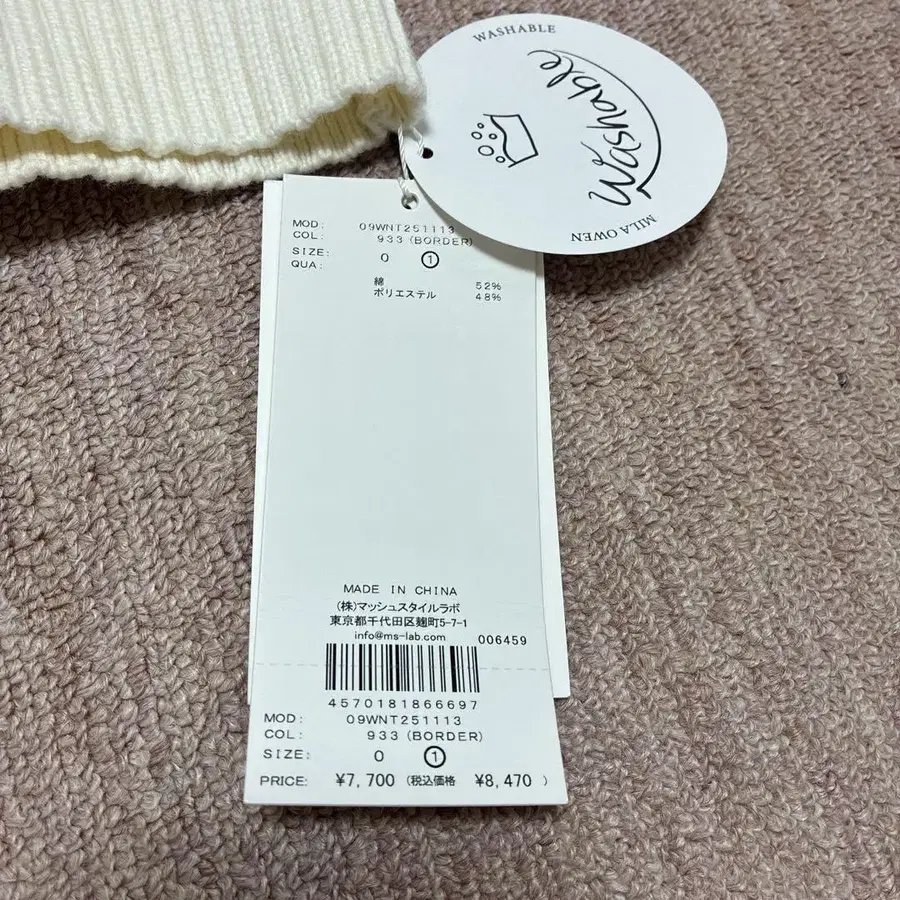 WASHABLE
Washable
MILA OWEN
MOD: 09WNT251113
COL: 933 (BORDER)
SIZE: 0 1
QUA:
綿 52%
ポリエステル 48%
MADE IN CHINA
(株)マッシュスタイルラボ
東京都千代田区麹町5-7-1
info@ms-lab.com 006459
4570181866697
MOD: 09WNT251113
COL: 933 (BORDER)
SIZE: 0 1
PRICE: ¥7,700 (税込価格 ¥8,470 )